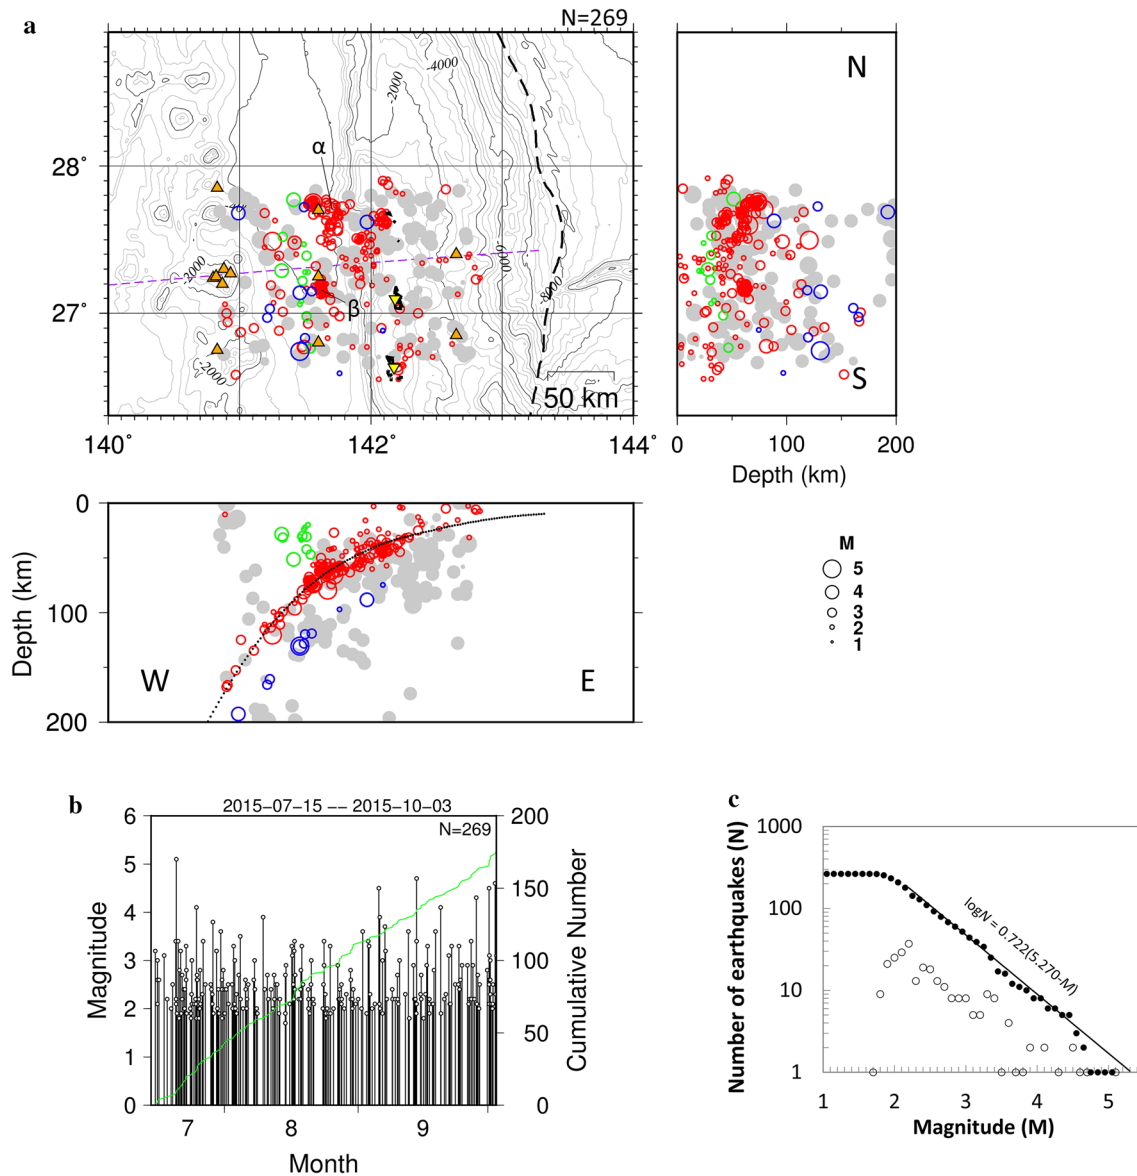 a
N=269
28˚
27˚
140˚
142˚
144˚
α
β
-4000
-2000
-2000
-2000
-6000
-8000
50 km
N
S
0
100
200
Depth (km)
0
100
200
Depth (km)
W
E
M
5
4
3
2
1
b
2015−07−15 −− 2015−10−03
N=269
6
5
4
3
2
1
0
Magnitude
200
150
100
50
0
Cumulative Number
7
8
9
Month
c
1000
100
10
1
Number of earthquakes (N)
logN = 0.722(5.270-M)
1
2
3
4
5
Magnitude (M)